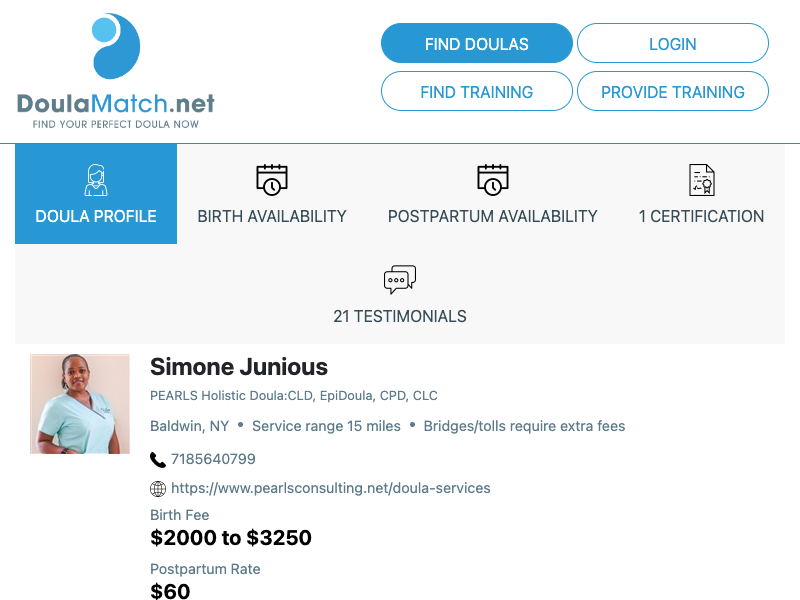 DoulaMatch.net
FIND YOUR PERFECT DOULA NOW
FIND DOULAS
LOGIN
FIND TRAINING
PROVIDE TRAINING
DOULA PROFILE
BIRTH AVAILABILITY
POSTPARTUM AVAILABILITY
1 CERTIFICATION
21 TESTIMONIALS
Simone Junious
PEARLS Holistic Doula:CLD, EpiDoula, CPD, CLC
Baldwin, NY • Service range 15 miles • Bridges/tolls require extra fees
7185640799
https://www.pearlsconsulting.net/doula-services
Birth Fee
$2000 to $3250
Postpartum Rate
$60